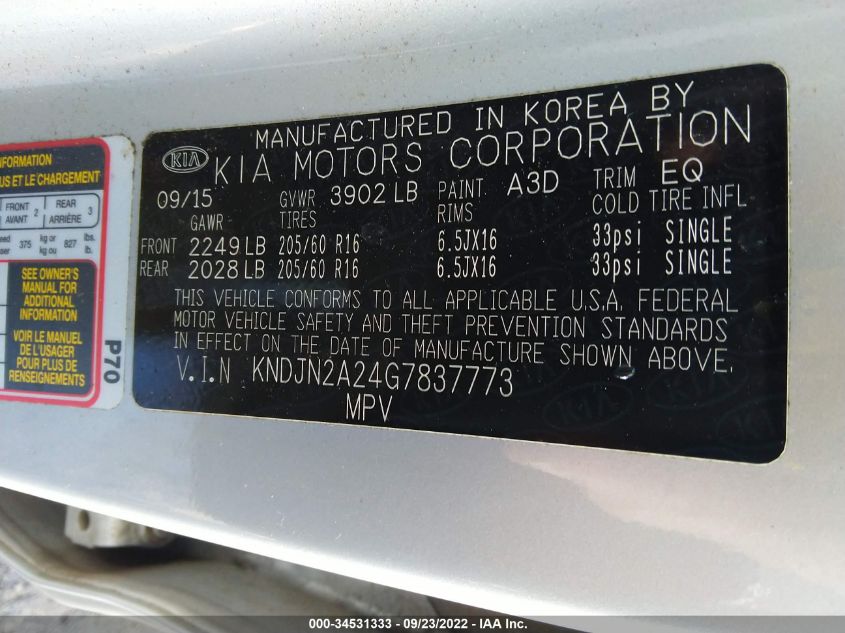 MANUFACTURED IN KOREA BY
KIA KIA MOTORS CORPORATION
09/15 GVWR 3902 LB PAINT A3D TRIM EQ
GAWR TIRES RIMS COLD TIRE INFL
FRONT 2249 LB 205/60 R16 6.5JX16 33psi SINGLE
REAR 2028 LB 205/60 R16 6.5JX16 33psi SINGLE
THIS VEHICLE CONFORMS TO ALL APPLICABLE U.S.A. FEDERAL
MOTOR VEHICLE SAFETY AND THEFT PREVENTION STANDARDS
IN EFFECT ON THE DATE OF MANUFACTURE SHOWN ABOVE.
V.I.N KNDJN2A24G7837773
MPV
INFORMATION
US ET LE CHARGEMENT
FRONT 2 REAR 3
AVANT ARRIÈRE
375 kg or 827 lbs.
kg ou lb.
SEE OWNER'S
MANUAL FOR
ADDITIONAL
INFORMATION
VOIR LE MANUEL
DE L'USAGER
POUR PLUS DE
RENSEIGNEMENTS
P70
000-34531333 - 09/23/2022 - IAA Inc.